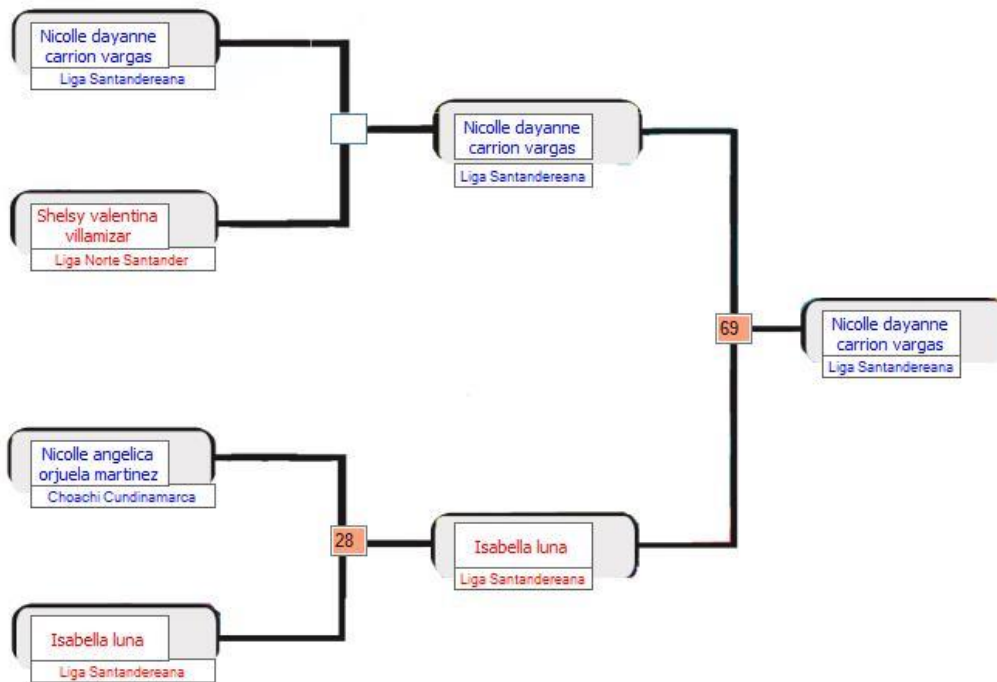 Nicolle dayanne
carrion vargas
Liga Santandereana
Nicolle dayanne
carrion vargas
Liga Santandereana
Shelsy valentina
villamizar
Liga Norte Santander
69
Nicolle dayanne
carrion vargas
Liga Santandereana
Nicolle angelica
orjuela martinez
Choachi Cundinamarca
28
Isabella luna
Liga Santandereana
Isabella luna
Liga Santandereana